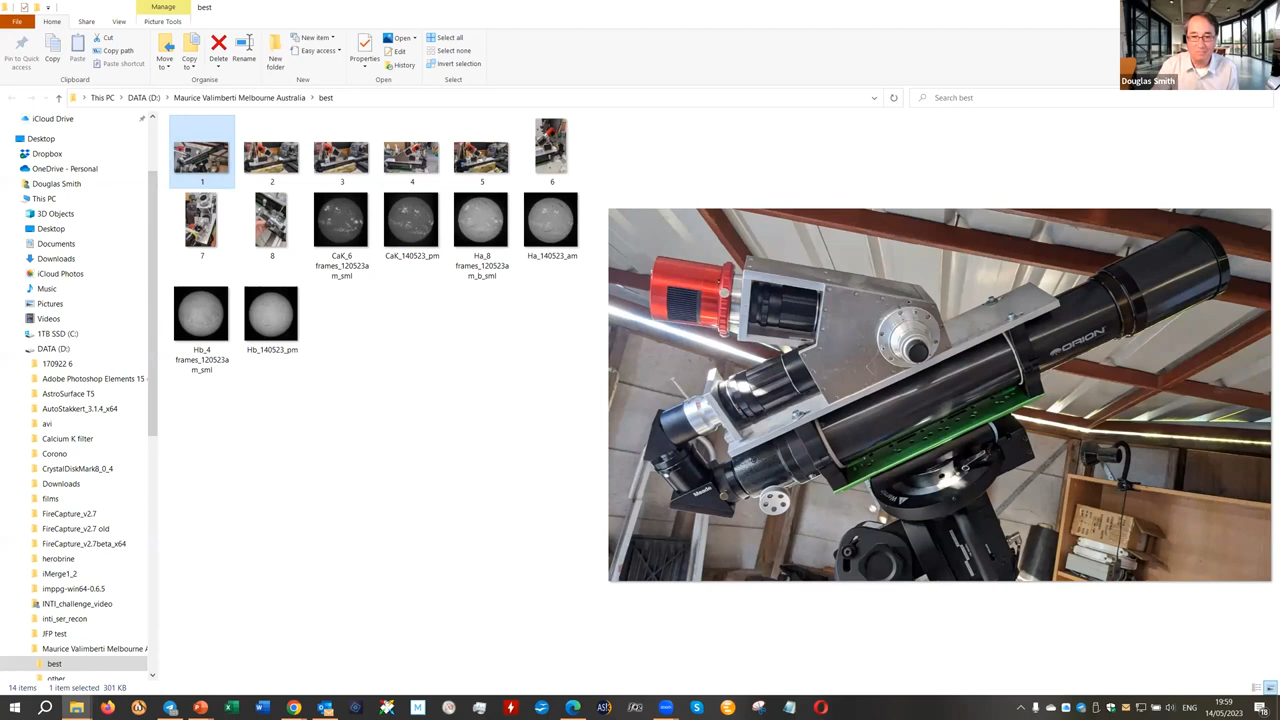 Manage
best
File
Home
Share
View
Picture Tools
Pin to Quick access
Copy
Paste
Cut
Copy path
Paste shortcut
Move to
Copy to
Delete
Rename
New folder
New item
Easy access
Properties
Open
Edit
History
Select all
Select none
Invert selection
Clipboard
Organise
New
Open
Select
Douglas Smith
This PC > DATA (D:) > Maurice Valimberti Melbourne Australia > best
Search best
iCloud Drive
Desktop
Dropbox
OneDrive - Personal
Douglas Smith
This PC
3D Objects
Desktop
Documents
Downloads
iCloud Photos
Music
Pictures
Videos
1TB SSD (C:)
DATA (D:)
170922 6
Adobe Photoshop Elements 15
AstroSurface T5
AutoStakkert_3.1.4_x64
avi
Calcium K filter
Corono
CrystalDiskMark8_0_4
Downloads
films
FireCapture_v2.7
FireCapture_v2.7 old
FireCapture_v2.7beta_x64
herobrine
iMerge1_2
imppg-win64-0.6.5
INTI_challenge_video
inti_ser_recon
JFP test
Maurice Valimberti Melbourne A
best
other
1
2
3
4
5
6
7
8
CaK_6
frames_120523a
m_sml
CaK_140523_pm
Ha_8
frames_120523a
m_b_sml
Ha_140523_am
Hb_4
frames_120523a
m_sml
Hb_140523_pm
ORION
Meade
14 items
1 item selected 301 KB
ENG
19:59
14/05/2023
18